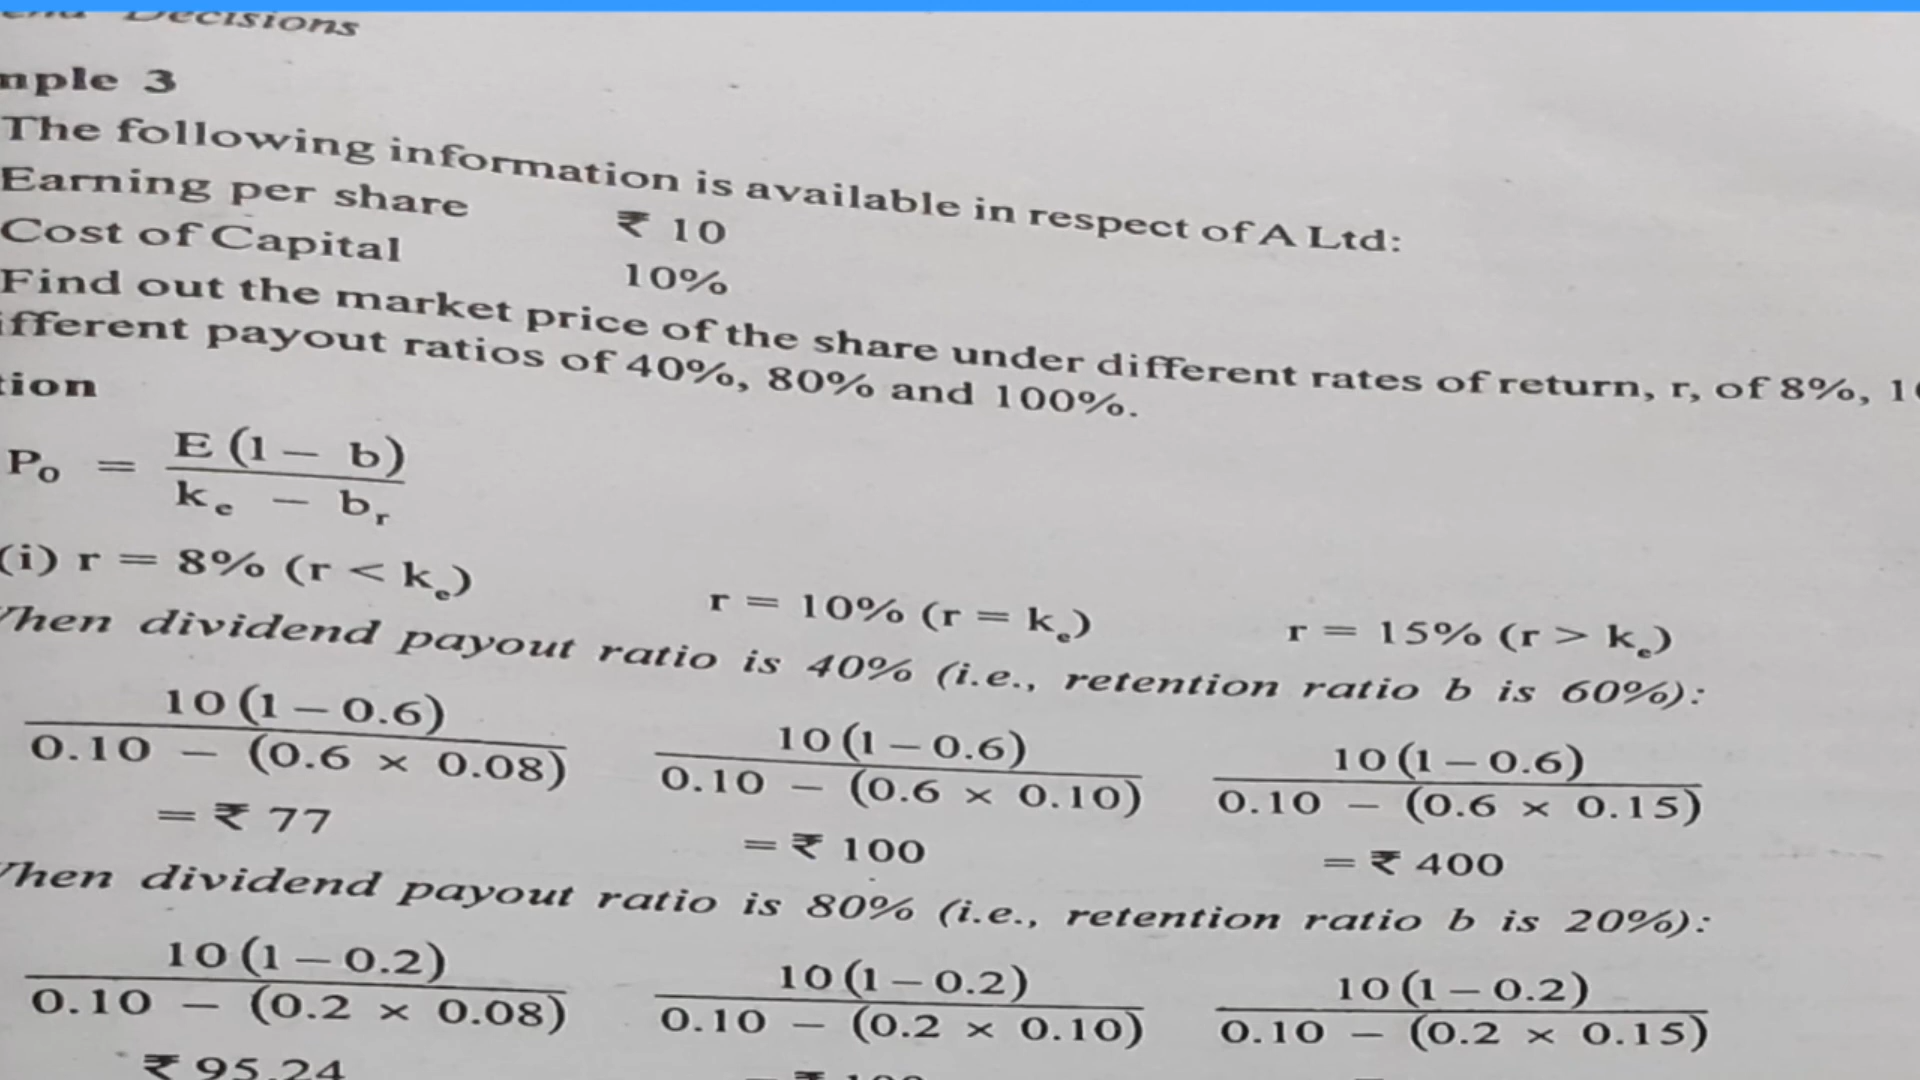 Decisions
mple 3
The following information is available in respect of A Ltd:
Earning per share ₹ 10
Cost of Capital 10%
Find out the market price of the share under different rates of return, r, of 8%, 1
ifferent payout ratios of 40%, 80% and 100%.
tion
P₀ = E (1 – b) / kₑ – bᵣ
(i) r = 8% (r < kₑ) r = 10% (r = kₑ) r = 15% (r > kₑ)
When dividend payout ratio is 40% (i.e., retention ratio b is 60%):
10 (1 – 0.6) / 0.10 – (0.6 × 0.08) 10 (1 – 0.6) / 0.10 – (0.6 × 0.10) 10 (1 – 0.6) / 0.10 – (0.6 × 0.15)
= ₹ 77 = ₹ 100 = ₹ 400
When dividend payout ratio is 80% (i.e., retention ratio b is 20%):
10 (1 – 0.2) / 0.10 – (0.2 × 0.08) 10 (1 – 0.2) / 0.10 – (0.2 × 0.10) 10 (1 – 0.2) / 0.10 – (0.2 × 0.15)
₹ 95.24